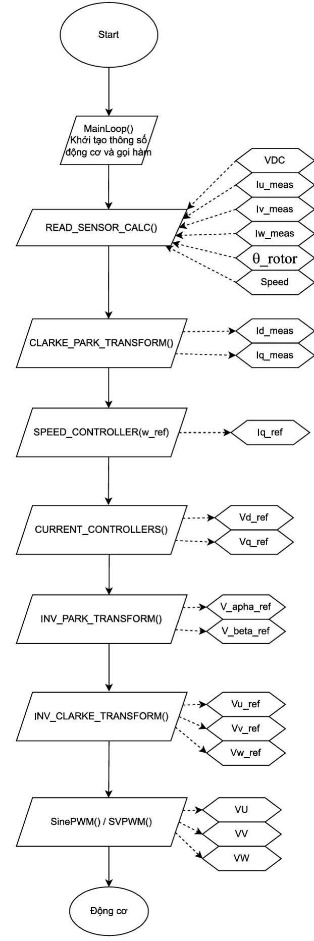 Start
MainLoop()
Khởi tạo thông số
động cơ và gọi hàm
VDC
Iu_meas
Iv_meas
Iw_meas
θ_rotor
Speed
READ_SENSOR_CALC()
CLARKE_PARK_TRANSFORM()
Id_meas
Iq_meas
SPEED_CONTROLLER(w_ref)
Iq_ref
CURRENT_CONTROLLERS()
Vd_ref
Vq_ref
INV_PARK_TRANSFORM()
V_apha_ref
V_beta_ref
INV_CLARKE_TRANSFORM()
Vu_ref
Vv_ref
Vw_ref
SinePWM() / SVPWM()
VU
VV
VW
Động cơ